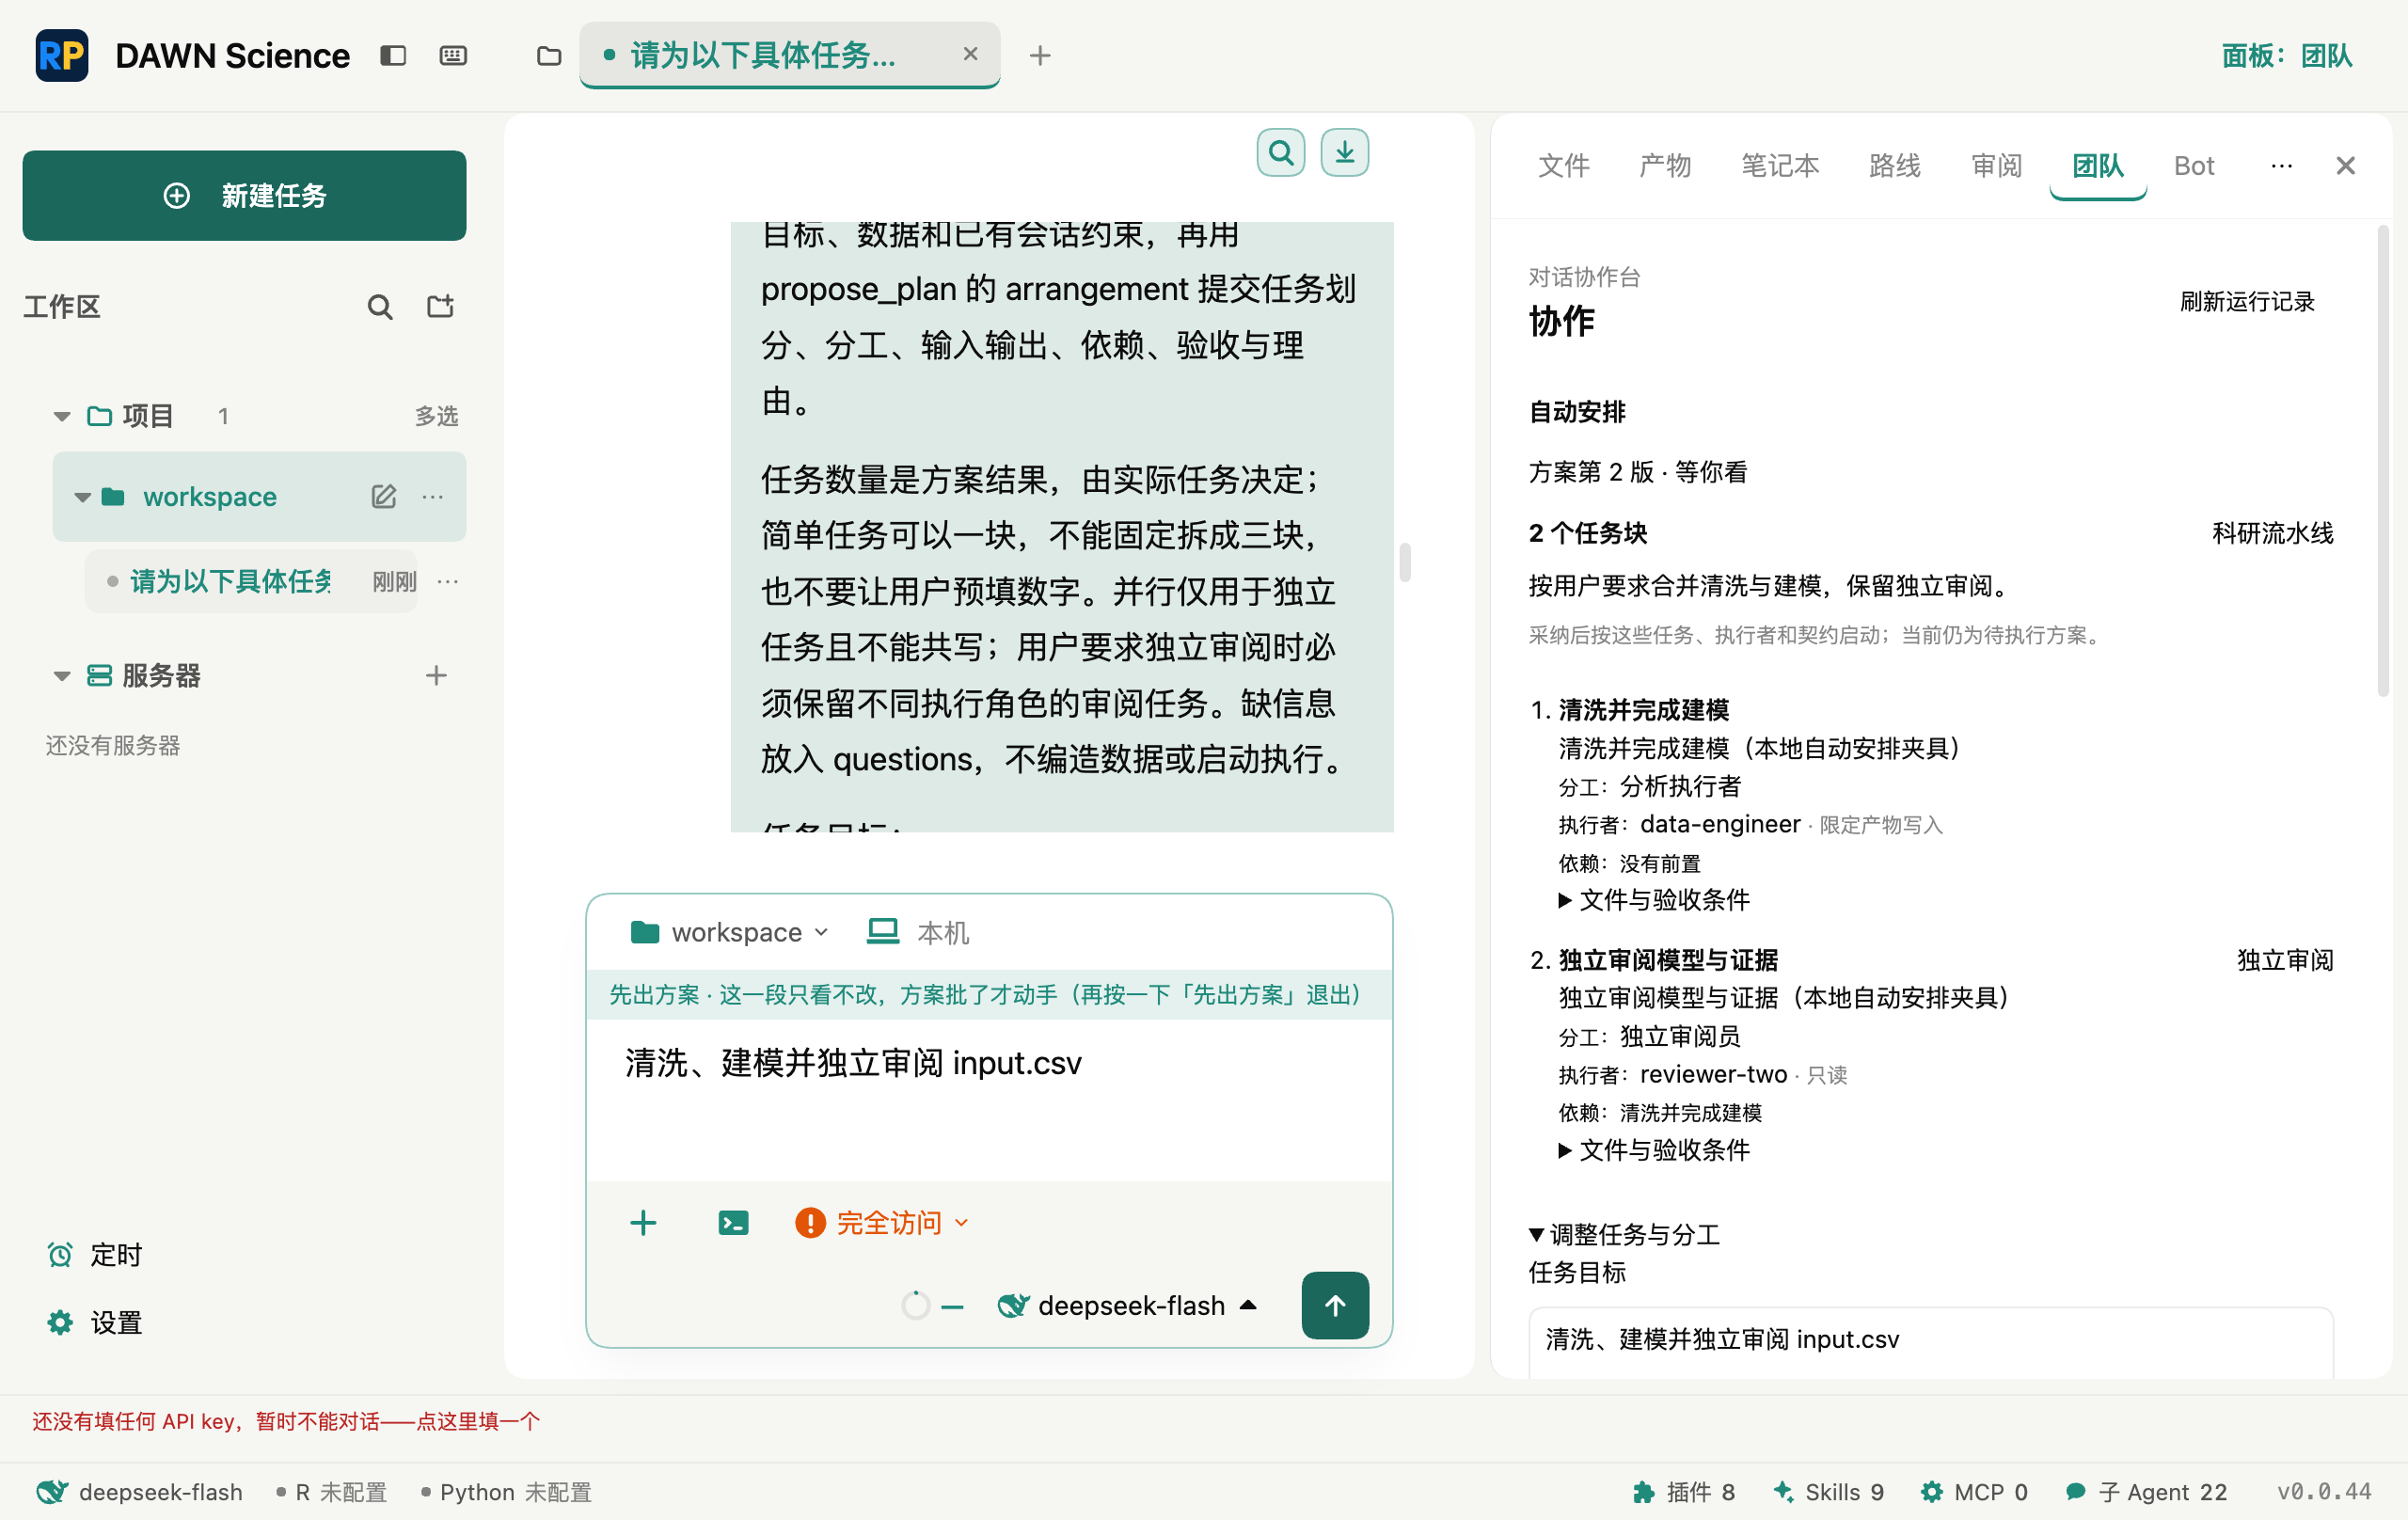 RP
DAWN Science
请为以下具体任务...
面板：团队
新建任务
工作区
项目 1 多选
workspace
请为以下具体任务 刚刚
服务器
还没有服务器
定时
设置
目标、数据和已有会话约束，再用
propose_plan 的 arrangement 提交任务划
分、分工、输入输出、依赖、验收与理
由。
任务数量是方案结果，由实际任务决定；
简单任务可以一块，不能固定拆成三块，
也不要让用户预填数字。并行仅用于独立
任务且不能共写；用户要求独立审阅时必
须保留不同执行角色的审阅任务。缺信息
放入 questions，不编造数据或启动执行。
任务目标：
workspace 本机
先出方案 · 这一段只看不改，方案批了才动手（再按一下「先出方案」退出）
清洗、建模并独立审阅 input.csv
完全访问
deepseek-flash
文件 产物 笔记本 路线 审阅 团队 Bot ...
对话协作台
协作
刷新运行记录
自动安排
方案第 2 版 · 等你看
2 个任务块 科研流水线
按用户要求合并清洗与建模，保留独立审阅。
采纳后按这些任务、执行者和契约启动；当前仍为待执行方案。
1. 清洗并完成建模
清洗并完成建模（本地自动安排夹具）
分工：分析执行者
执行者：data-engineer · 限定产物写入
依赖：没有前置
文件与验收条件
2. 独立审阅模型与证据 独立审阅
独立审阅模型与证据（本地自动安排夹具）
分工：独立审阅员
执行者：reviewer-two · 只读
依赖：清洗并完成建模
文件与验收条件
调整任务与分工
任务目标
清洗、建模并独立审阅 input.csv
还没有填任何 API key，暂时不能对话——点这里填一个
deepseek-flash R 未配置 Python 未配置
插件 8 Skills 9 MCP 0 子 Agent 22 v0.0.44